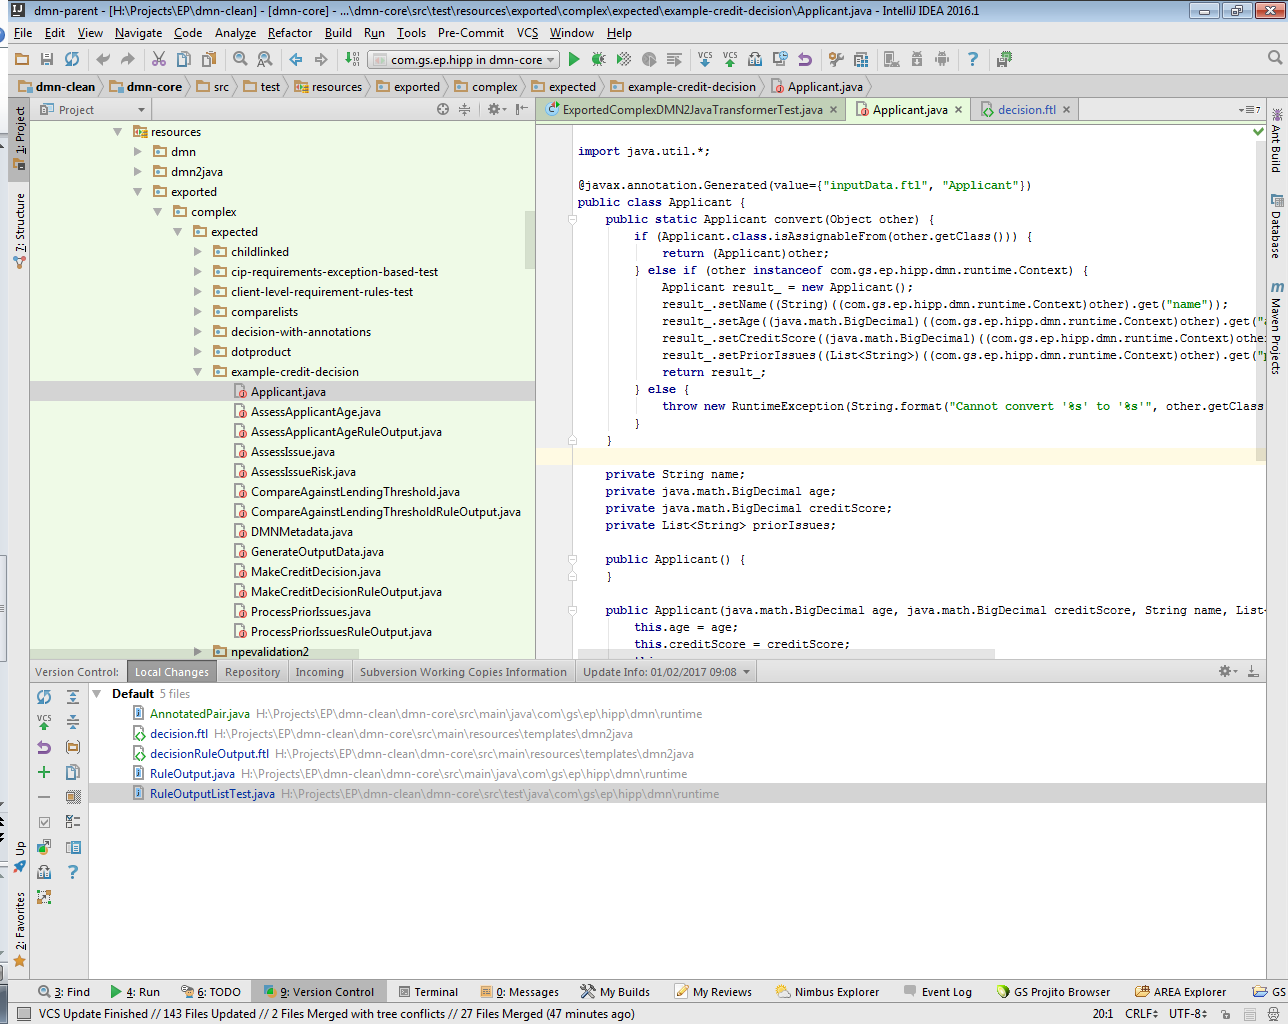 dmn-parent - [H:\Projects\EP\dmn-clean] - [dmn-core] - ...\dmn-core\src\test\resources\exported\complex\expected\example-credit-decision\Applicant.java - IntelliJ IDEA 2016.1
File Edit View Navigate Code Analyze Refactor Build Run Tools Pre-Commit VCS Window Help
com.gs.ep.hipp in dmn-core
VCS VCS
dmn-clean dmn-core src test resources exported complex expected example-credit-decision Applicant.java
Project
ExportedComplexDMN2JavaTransformerTest.java Applicant.java decision.ftl
1: Project
7: Structure
Up
2: Favorites
resources
dmn
dmn2java
exported
complex
expected
childlinked
cip-requirements-exception-based-test
client-level-requirement-rules-test
comparelists
decision-with-annotations
dotproduct
example-credit-decision
Applicant.java
AssessApplicantAge.java
AssessApplicantAgeRuleOutput.java
AssessIssue.java
AssessIssueRisk.java
CompareAgainstLendingThreshold.java
CompareAgainstLendingThresholdRuleOutput.java
DMNMetadata.java
GenerateOutputData.java
MakeCreditDecision.java
MakeCreditDecisionRuleOutput.java
ProcessPriorIssues.java
ProcessPriorIssuesRuleOutput.java
npevalidation2
import java.util.*;
@javax.annotation.Generated(value={"inputData.ftl", "Applicant"})
public class Applicant {
public static Applicant convert(Object other) {
if (Applicant.class.isAssignableFrom(other.getClass())) {
return (Applicant)other;
} else if (other instanceof com.gs.ep.hipp.dmn.runtime.Context) {
Applicant result_ = new Applicant();
result_.setName((String)((com.gs.ep.hipp.dmn.runtime.Context)other).get("name"));
result_.setAge((java.math.BigDecimal)((com.gs.ep.hipp.dmn.runtime.Context)other).get("a
result_.setCreditScore((java.math.BigDecimal)((com.gs.ep.hipp.dmn.runtime.Context)othe
result_.setPriorIssues((List<String>)((com.gs.ep.hipp.dmn.runtime.Context)other).get("p
return result_;
} else {
throw new RuntimeException(String.format("Cannot convert '%s' to '%s'", other.getClass
}
}
private String name;
private java.math.BigDecimal age;
private java.math.BigDecimal creditScore;
private List<String> priorIssues;
public Applicant() {
}
public Applicant(java.math.BigDecimal age, java.math.BigDecimal creditScore, String name, List<
this.age = age;
this.creditScore = creditScore;
Ant Build
Database
Maven Projects
Version Control: Local Changes Repository Incoming Subversion Working Copies Information Update Info: 01/02/2017 09:08
VCS
Default 5 files
AnnotatedPair.java H:\Projects\EP\dmn-clean\dmn-core\src\main\java\com\gs\ep\hipp\dmn\runtime
decision.ftl H:\Projects\EP\dmn-clean\dmn-core\src\main\resources\templates\dmn2java
decisionRuleOutput.ftl H:\Projects\EP\dmn-clean\dmn-core\src\main\resources\templates\dmn2java
RuleOutput.java H:\Projects\EP\dmn-clean\dmn-core\src\main\java\com\gs\ep\hipp\dmn\runtime
RuleOutputListTest.java H:\Projects\EP\dmn-clean\dmn-core\src\test\java\com\gs\ep\hipp\dmn\runtime
3: Find 4: Run 6: TODO 9: Version Control Terminal 0: Messages My Builds My Reviews Nimbus Explorer Event Log GS Projito Browser AREA Explorer GS
VCS Update Finished // 143 Files Updated // 2 Files Merged with tree conflicts // 27 Files Merged (47 minutes ago) 20:1 CRLF UTF-8